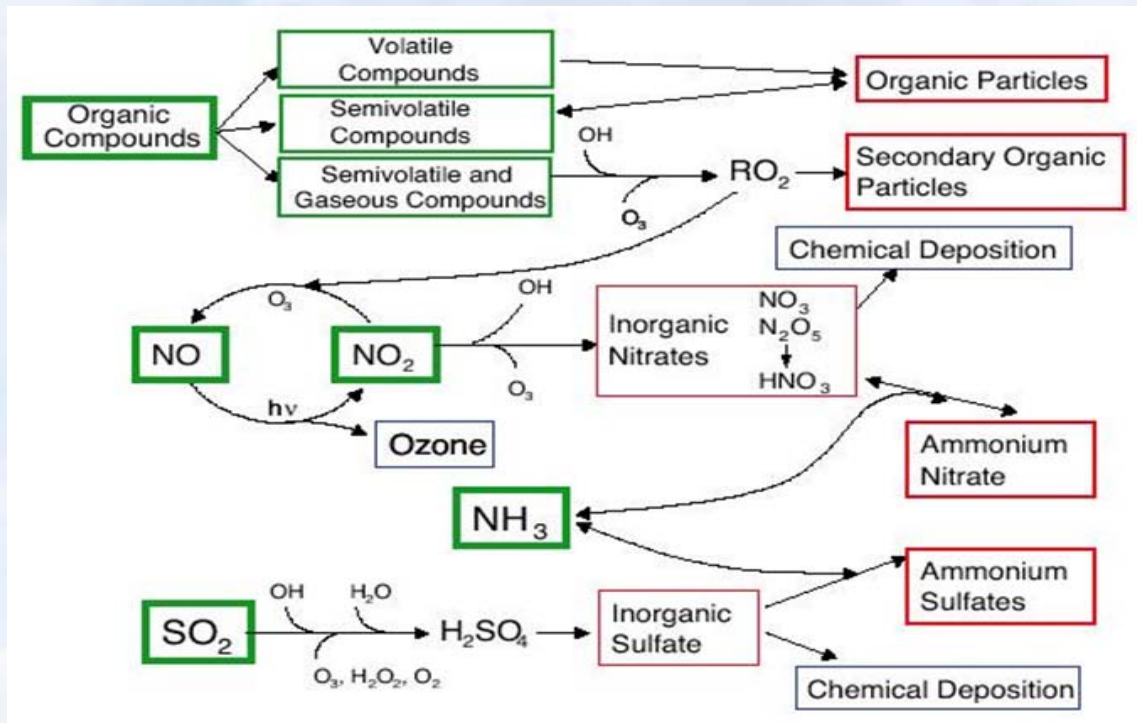 Volatile
Compounds
Organic
Compounds
Semivolatile
Compounds
Semivolatile and
Gaseous Compounds
OH
O₃
RO₂
Organic Particles
Secondary Organic
Particles
Chemical Deposition
O₃
NO
NO₂
hν
Ozone
OH
O₃
Inorganic
Nitrates
NO₃
N₂O₅
HNO₃
Ammonium
Nitrate
NH₃
Ammonium
Sulfates
SO₂
OH
H₂O
O₃, H₂O₂, O₂
H₂SO₄
Inorganic
Sulfate
Chemical Deposition